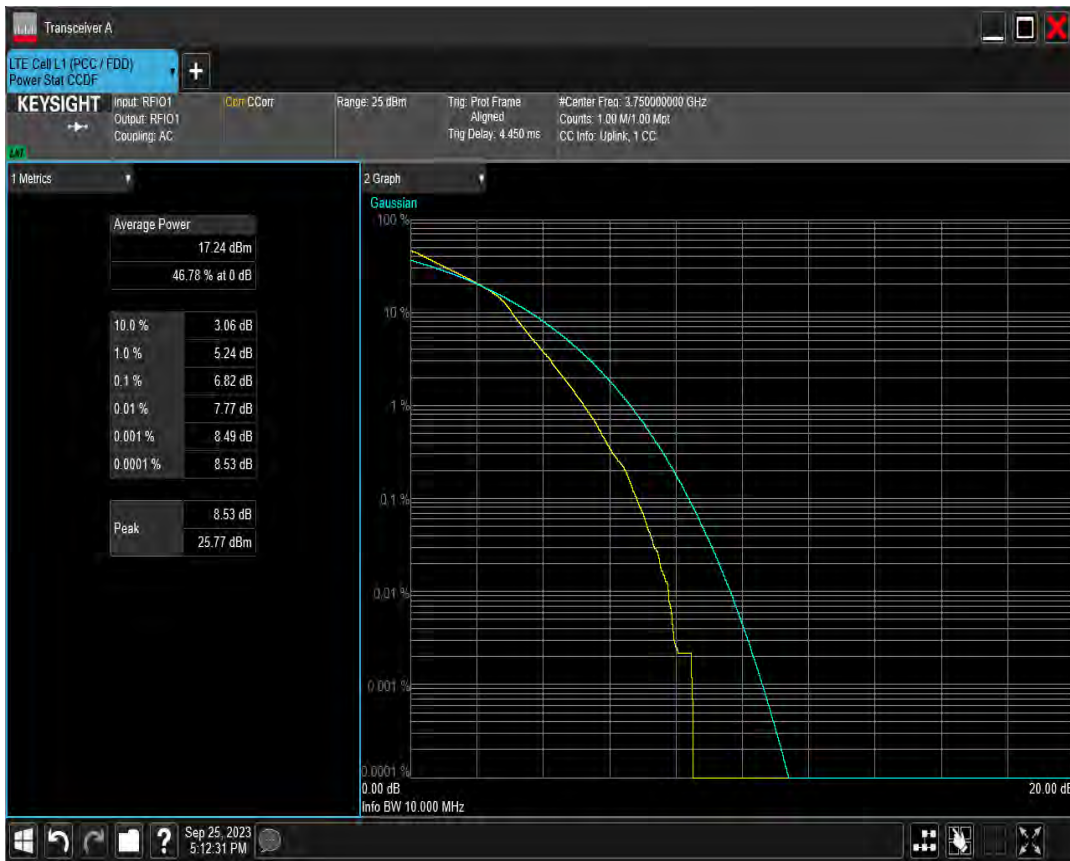 Transceiver A
LTE Cell L1 (PCC / FDD)
Power Stat CCDF
KEYSIGHT
Input: RFIO1
Output: RFIO1
Coupling: AC
Corr CCorr
Range: 25 dBm
Trig: Prot Frame
Aligned
Trig Delay: 4.450 ms
#Center Freq: 3.750000000 GHz
Counts: 1.00 M/1.00 Mpt
CC Info: Uplink, 1 CC
LXI
1 Metrics
Average Power
17.24 dBm
46.78 % at 0 dB
10.0 % 3.06 dB
1.0 % 5.24 dB
0.1 % 6.82 dB
0.01 % 7.77 dB
0.001 % 8.49 dB
0.0001 % 8.53 dB
Peak
8.53 dB
25.77 dBm
2 Graph
Gaussian
100 %
10 %
1 %
0.1 %
0.01 %
0.001 %
0.0001 %
0.00 dB 20.00 dB
Info BW 10.000 MHz
Sep 25, 2023
5:12:31 PM